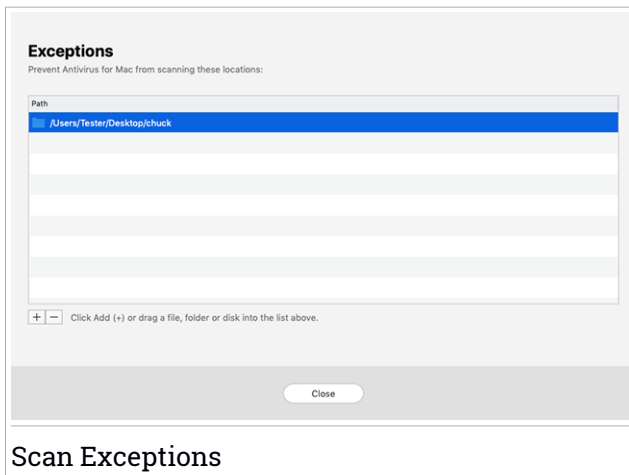 Exceptions
Prevent Antivirus for Mac from scanning these locations:
Path
/Users/Tester/Desktop/chuck
+ − Click Add (+) or drag a file, folder or disk into the list above.
Close
Scan Exceptions